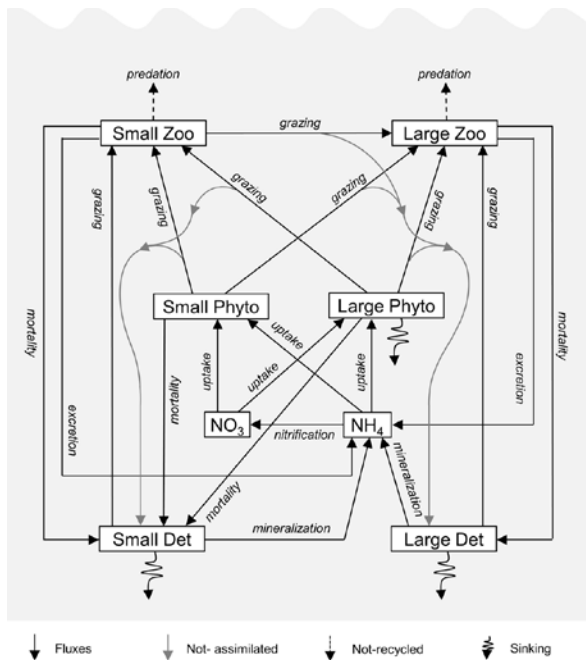 predation
predation
Small Zoo
grazing
Large Zoo
grazing
grazing
grazing
grazing
grazing
grazing
Small Phyto
Large Phyto
mortality
mortality
uptake
uptake
uptake
uptake
mortality
excretion
excretion
NO3
nitrification
NH4
mortality
mineralization
mineralization
Small Det
Large Det
Fluxes
Not- assimilated
Not-recycled
Sinking